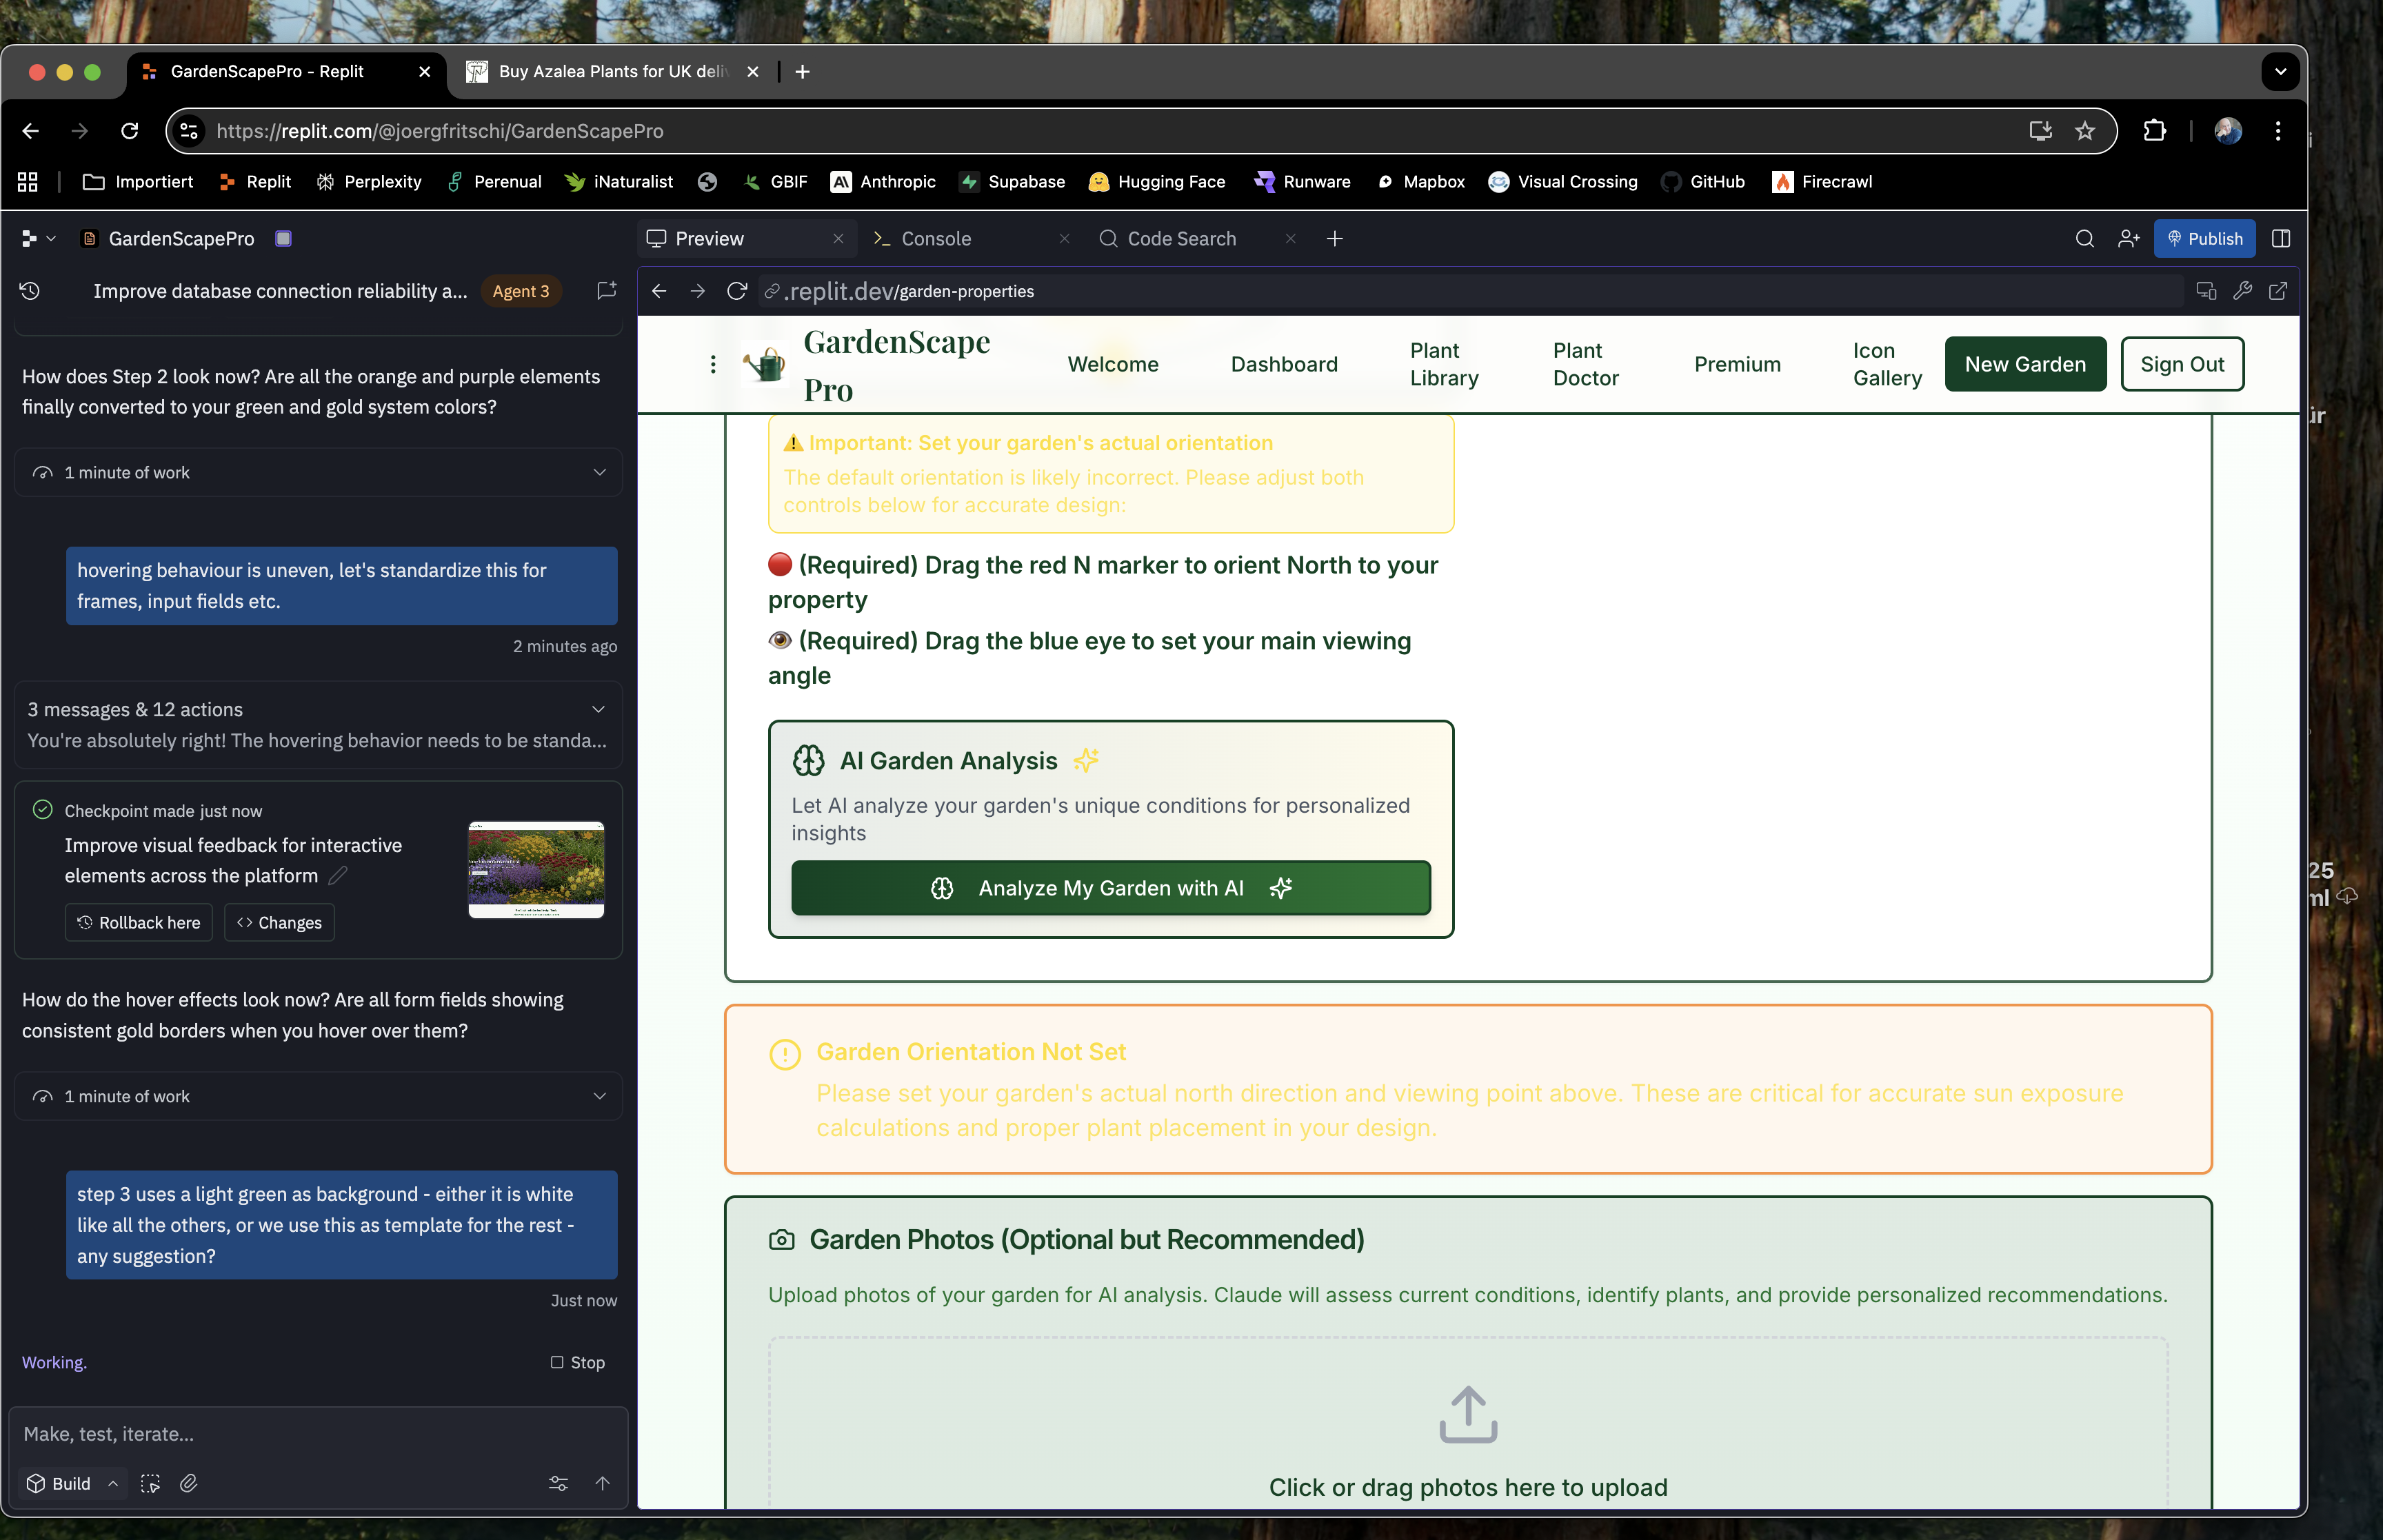 GardenScapePro - Replit
Buy Azalea Plants for UK deli
https://replit.com/@joergfritschi/GardenScapePro
Importiert
Replit
Perplexity
Perenual
iNaturalist
GBIF
Anthropic
Supabase
Hugging Face
Runware
Mapbox
Visual Crossing
GitHub
Firecrawl
GardenScapePro
Improve database connection reliability a...
Agent 3
How does Step 2 look now? Are all the orange and purple elements
finally converted to your green and gold system colors?
1 minute of work
hovering behaviour is uneven, let's standardize this for
frames, input fields etc.
2 minutes ago
3 messages & 12 actions
You're absolutely right! The hovering behavior needs to be standa...
Checkpoint made just now
Improve visual feedback for interactive
elements across the platform
Rollback here
Changes
How do the hover effects look now? Are all form fields showing
consistent gold borders when you hover over them?
1 minute of work
step 3 uses a light green as background - either it is white
like all the others, or we use this as template for the rest -
any suggestion?
Just now
Working.
Stop
Make, test, iterate...
Build
Preview
Console
Code Search
Publish
.replit.dev/garden-properties
GardenScape
Pro
Welcome
Dashboard
Plant
Library
Plant
Doctor
Premium
Icon
Gallery
New Garden
Sign Out
Important: Set your garden's actual orientation
The default orientation is likely incorrect. Please adjust both
controls below for accurate design:
(Required) Drag the red N marker to orient North to your
property
(Required) Drag the blue eye to set your main viewing
angle
AI Garden Analysis
Let AI analyze your garden's unique conditions for personalized
insights
Analyze My Garden with AI
Garden Orientation Not Set
Please set your garden's actual north direction and viewing point above. These are critical for accurate sun exposure
calculations and proper plant placement in your design.
Garden Photos (Optional but Recommended)
Upload photos of your garden for AI analysis. Claude will assess current conditions, identify plants, and provide personalized recommendations.
Click or drag photos here to upload
25
ml